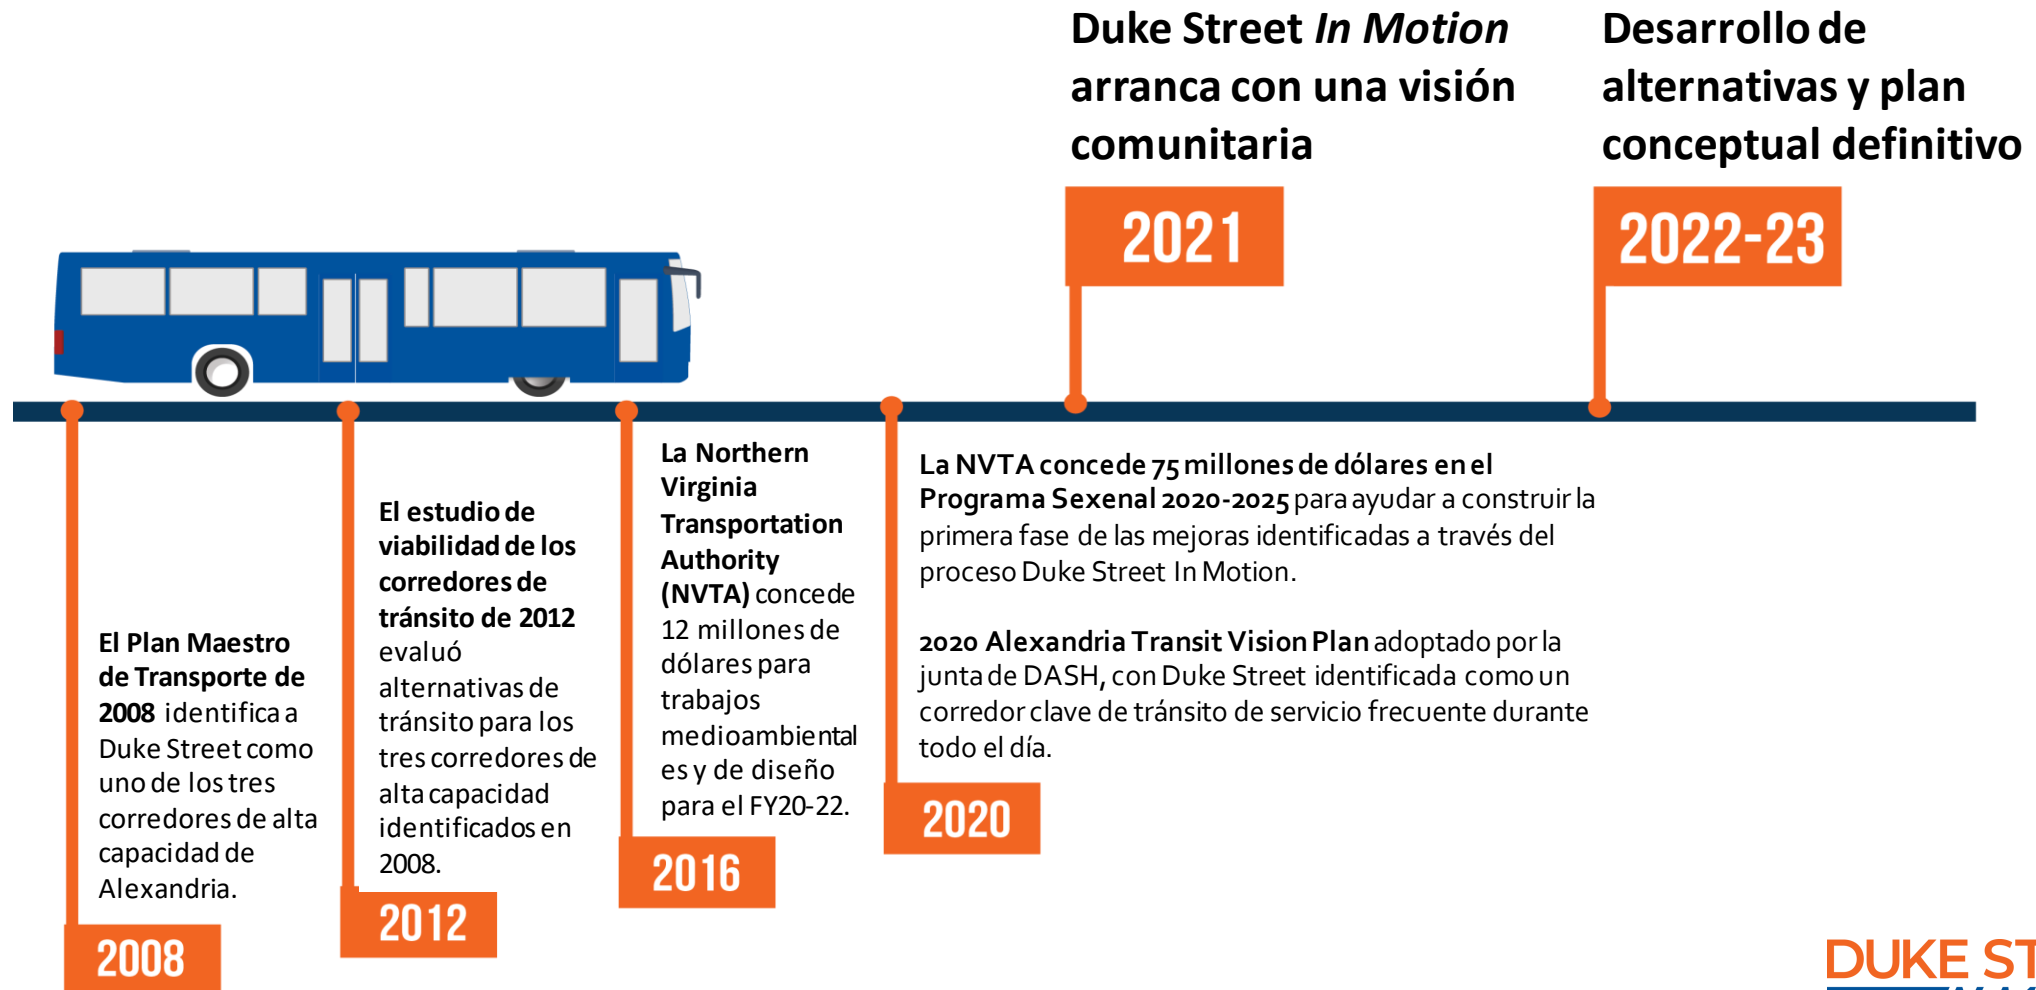 Duke Street In Motion
arranca con una visión
comunitaria
2021
Desarrollo de
alternativas y plan
conceptual definitivo
2022-23
El Plan Maestro
de Transporte de
2008 identifica a
Duke Street como
uno de los tres
corredores de alta
capacidad de
Alexandria.
2008
El estudio de
viabilidad de los
corredores de
tránsito de 2012
evaluó
alternativas de
tránsito para los
tres corredores de
alta capacidad
identificados en
2008.
2012
La Northern
Virginia
Transportation
Authority
(NVTA) concede
12 millones de
dólares para
trabajos
medioambiental
es y de diseño
para el FY20-22.
2016
La NVTA concede 75 millones de dólares en el
Programa Sexenal 2020-2025 para ayudar a construir la
primera fase de las mejoras identificadas a través del
proceso Duke Street In Motion.
2020 Alexandria Transit Vision Plan adoptado por la
junta de DASH, con Duke Street identificada como un
corredor clave de tránsito de servicio frecuente durante
todo el día.
2020
DUKE ST